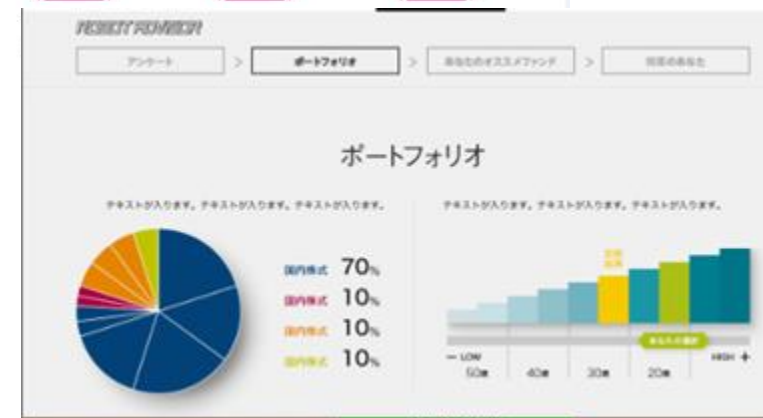 ROBOT ADVISOR
アンケート > ポートフォリオ > あなたのオススメファンド >
ポートフォリオ
テキストが入ります。テキストが入ります。テキストが入ります。
テキストが入ります。テキストが入ります。テキストが入ります。
国内株式 70%
国内株式 10%
国内株式 10%
国内株式 10%
あなたの選択
− LOW HIGH +
50歳 40歳 30歳 20歳